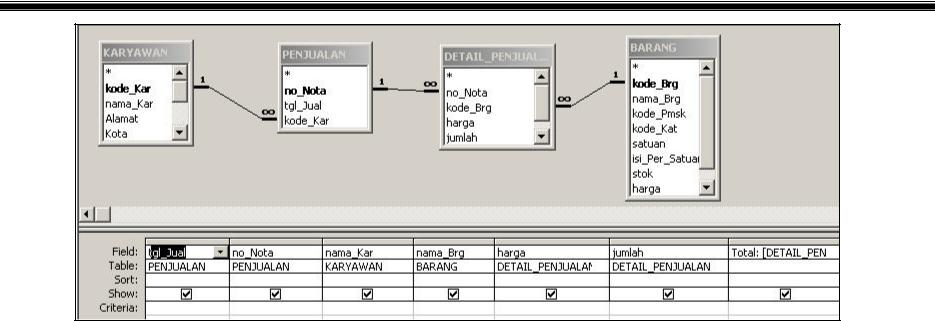 KARYAWAN
*
kode_Kar
nama_Kar
Alamat
Kota
1
∞
PENJUALAN
*
no_Nota
tgl_Jual
kode_Kar
1
∞
DETAIL_PENJUAL...
*
no_Nota
kode_Brg
harga
jumlah
∞
1
BARANG
*
kode_Brg
nama_Brg
kode_Pmsk
kode_Kat
satuan
isi_Per_Satuan
stok
harga
Field: tgl_Jual no_Nota nama_Kar nama_Brg harga jumlah Total: [DETAIL_PEN
Table: PENJUALAN PENJUALAN KARYAWAN BARANG DETAIL_PENJUALAN DETAIL_PENJUALAN
Sort:
Show:
Criteria: